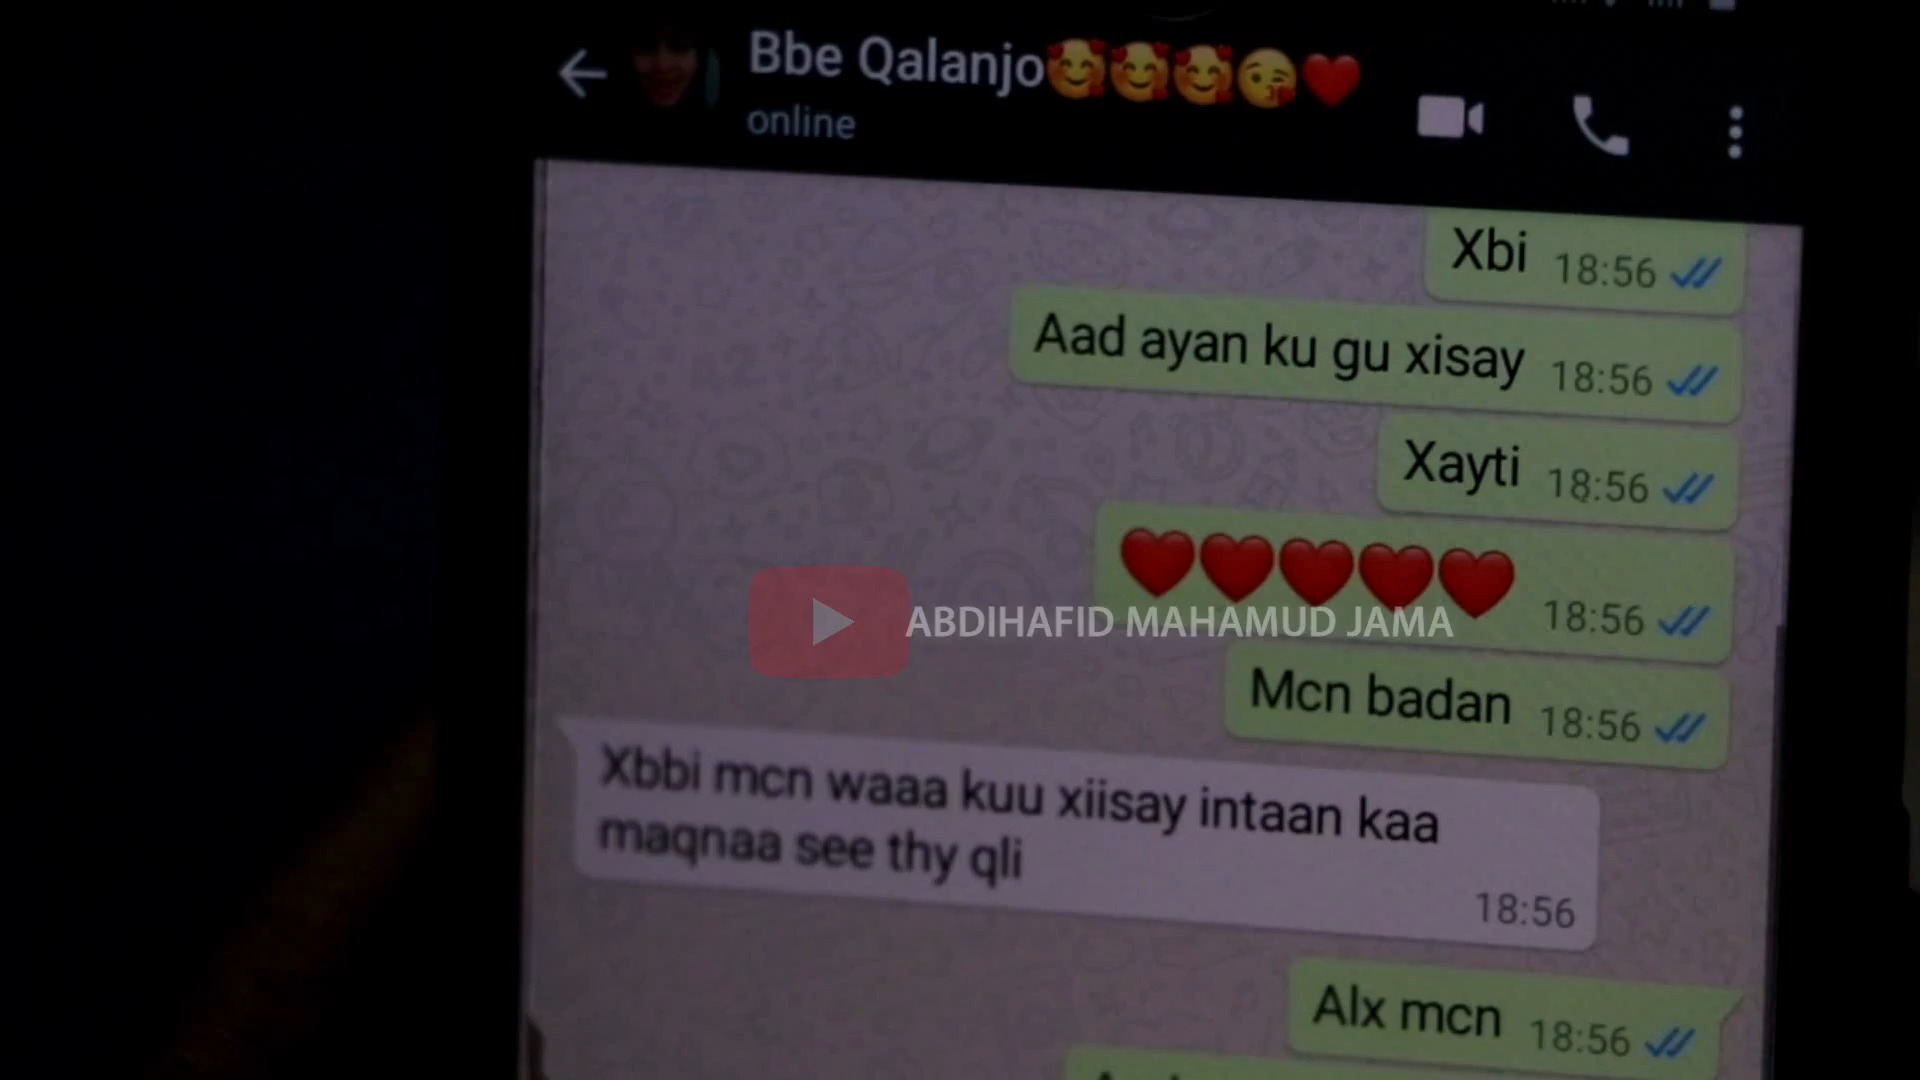 Bbe Qalanjo🥰🥰🥰😘❤️
online
Xbi 18:56
Aad ayan ku gu xisay 18:56
Xayti 18:56
❤️❤️❤️❤️❤️ 18:56
ABDIHAFID MAHAMUD JAMA
Mcn badan 18:56
Xbbi mcn waaa kuu xiisay intaan kaa
maqnaa see thy qli
18:56
Alx mcn 18:56